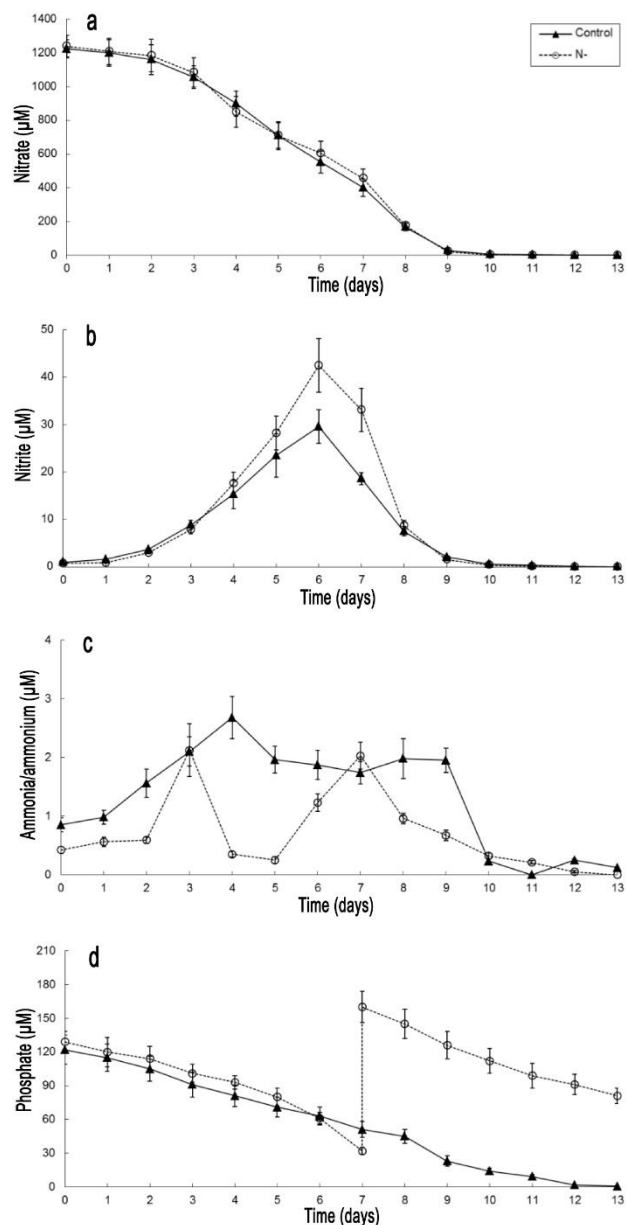 a
1400
1200
1000
800
600
400
200
0
Nitrate (µM)
Control
N-
0 1 2 3 4 5 6 7 8 9 10 11 12 13
Time (days)
b
50
40
30
20
10
0
Nitrite (µM)
0 1 2 3 4 5 6 7 8 9 10 11 12 13
Time (days)
c
4
3
2
1
0
Ammonia/ammonium (µM)
0 1 2 3 4 5 6 7 8 9 10 11 12 13
Time (days)
d
210
180
150
120
90
60
30
0
Phosphate (µM)
0 1 2 3 4 5 6 7 8 9 10 11 12 13
Time (days)